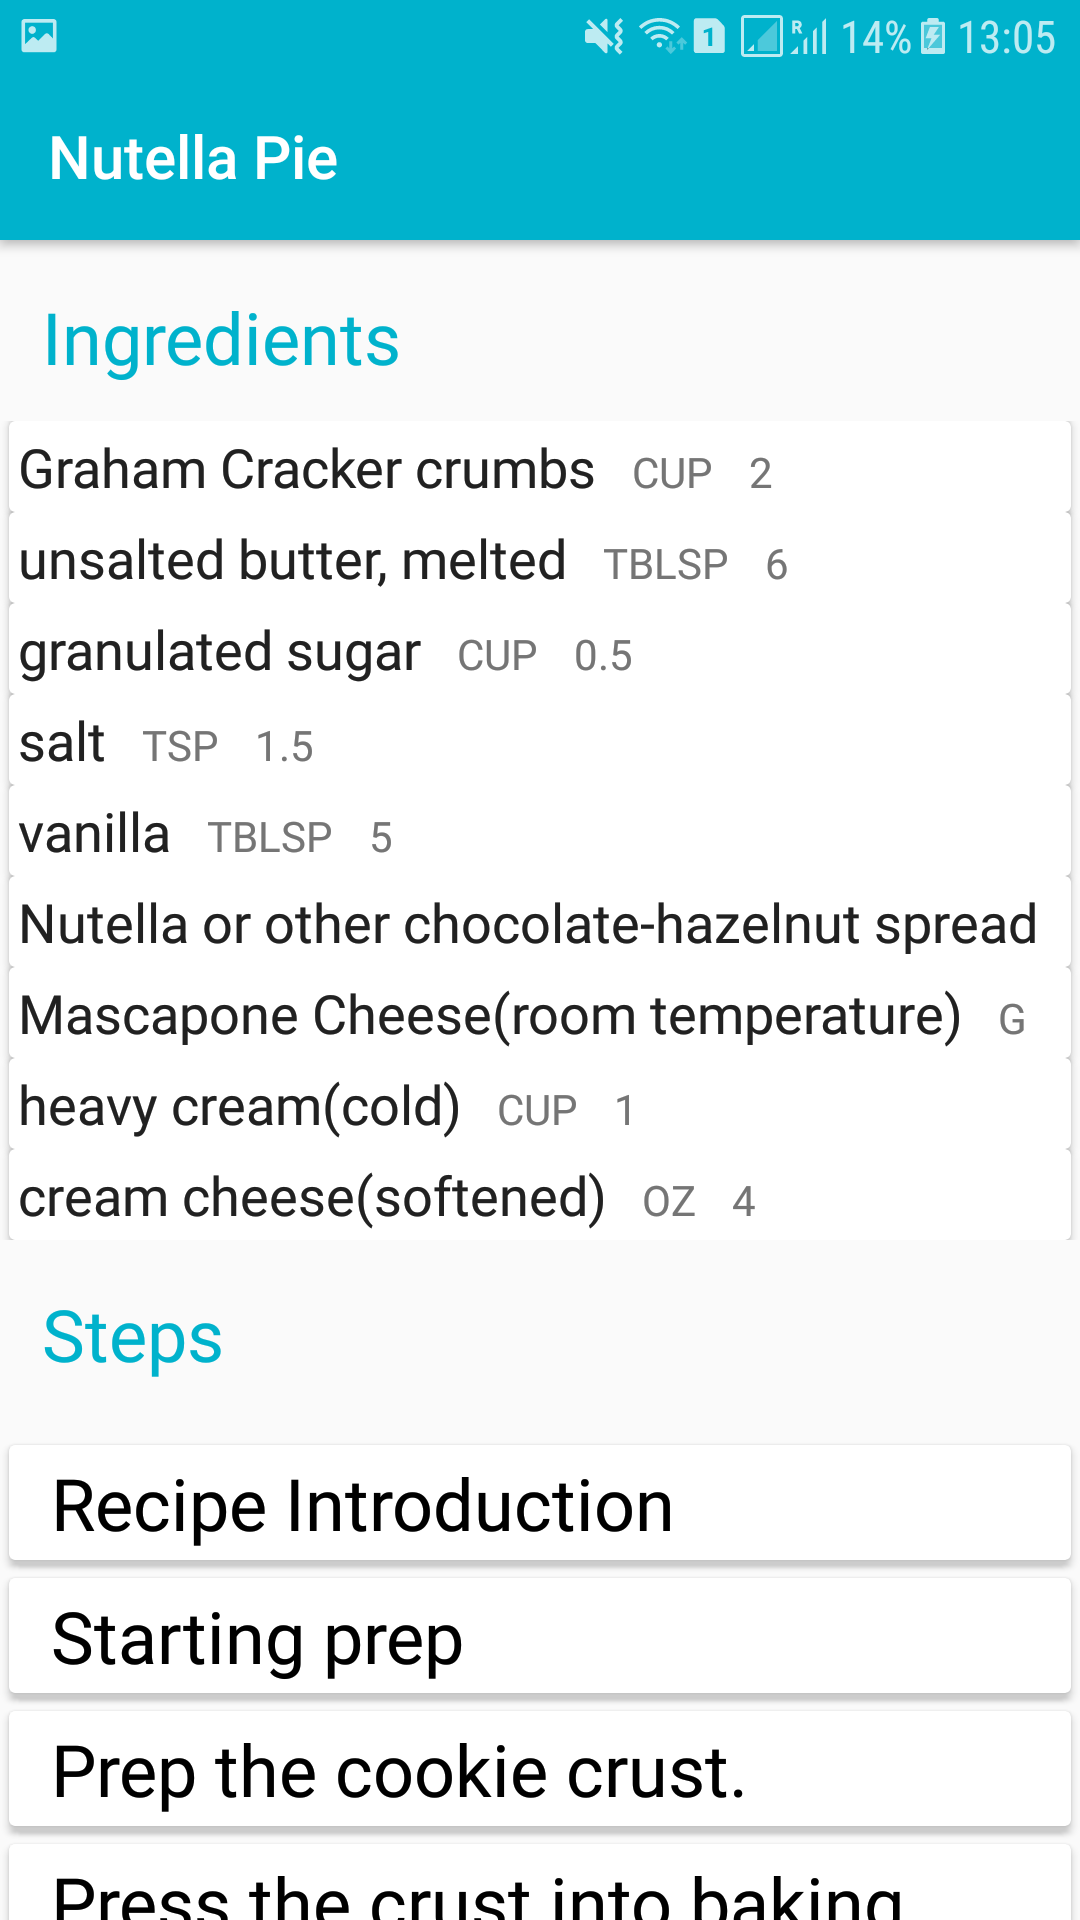 1 R 14% 13:05
Nutella Pie
Ingredients
Graham Cracker crumbs CUP 2
unsalted butter, melted TBLSP 6
granulated sugar CUP 0.5
salt TSP 1.5
vanilla TBLSP 5
Nutella or other chocolate-hazelnut spread
Mascapone Cheese(room temperature) G
heavy cream(cold) CUP 1
cream cheese(softened) OZ 4
Steps
Recipe Introduction
Starting prep
Prep the cookie crust.
Press the crust into baking